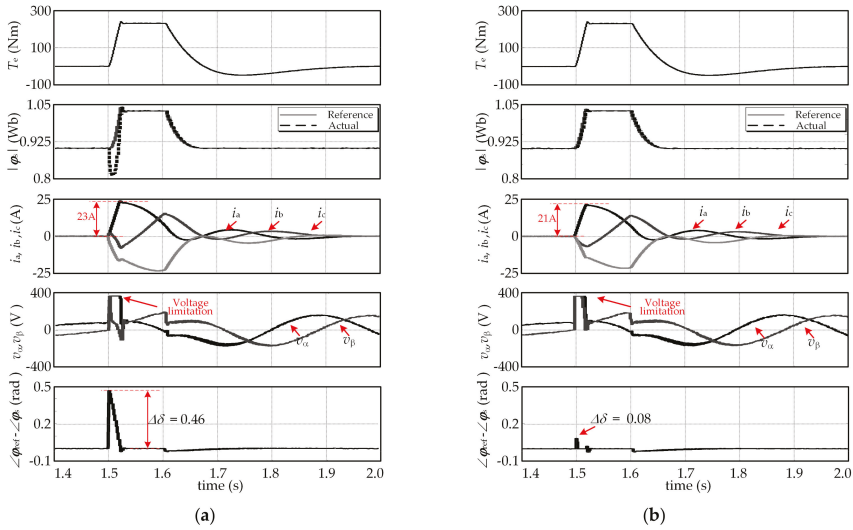 300
100
-100
Te (Nm)
1.05
0.925
0.8
|φs| (Wb)
Reference
Actual
25
0
-25
ia, ib, ic (A)
23A
ia
ib
ic
400
0
-400
vα, vβ (V)
Voltage
limitation
vα
vβ
0.5
0.2
-0.1
∠φref-∠φs (rad)
Δδ = 0.46
1.4 1.5 1.6 1.7 1.8 1.9 2.0
time (s)
(a)
300
100
-100
Te (Nm)
1.05
0.925
0.8
|φs| (Wb)
Reference
Actual
25
0
-25
ia, ib, ic (A)
21A
ia
ib
ic
400
0
-400
vα, vβ (V)
Voltage
limitation
vα
vβ
0.5
0.2
-0.1
∠φref-∠φs (rad)
Δδ = 0.08
1.4 1.5 1.6 1.7 1.8 1.9 2.0
time (s)
(b)